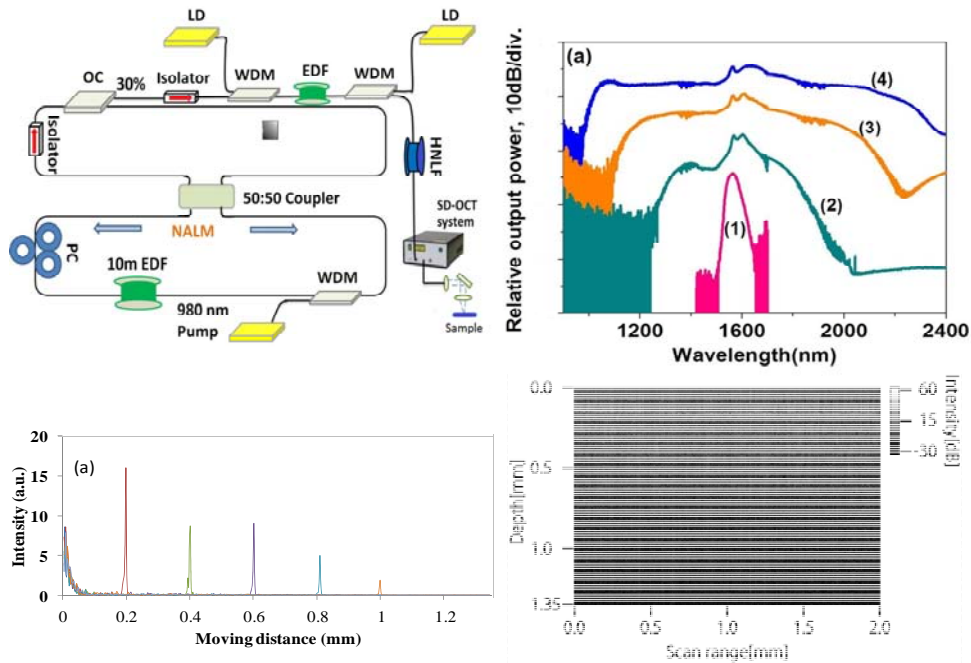 LD
LD
OC
30%
Isolator
WDM
EDF
WDM
Isolator
HNLF
50:50 Coupler
SD-OCT
system
NALM
PC
10m EDF
WDM
980 nm
Pump
Sample
(a)
(4)
(3)
(2)
(1)
Relative output power, 10dB/div.
1200 1600 2000 2400
Wavelength(nm)
20
15
10
5
0
(a)
Intensity (a.u.)
0 0.2 0.4 0.6 0.8 1 1.2
Moving distance (mm)
0.0
0.5
1.0
1.35
Depth[mm]
0.0 0.5 1.0 1.5 2.0
Scan range[mm]
Intensity[dB]